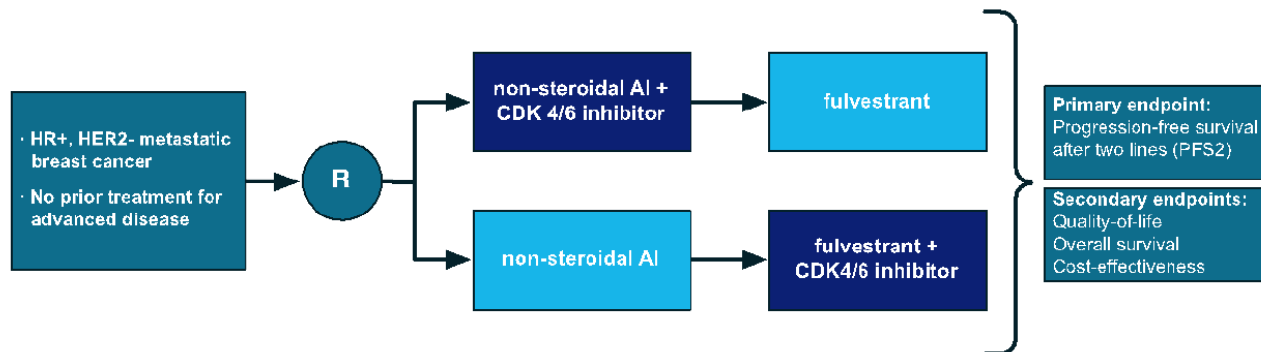 · HR+, HER2- metastatic
breast cancer
· No prior treatment for
advanced disease
R
non-steroidal AI +
CDK 4/6 inhibitor
fulvestrant
non-steroidal AI
fulvestrant +
CDK4/6 inhibitor
Primary endpoint:
Progression-free survival
after two lines (PFS2)
Secondary endpoints:
Quality-of-life
Overall survival
Cost-effectiveness